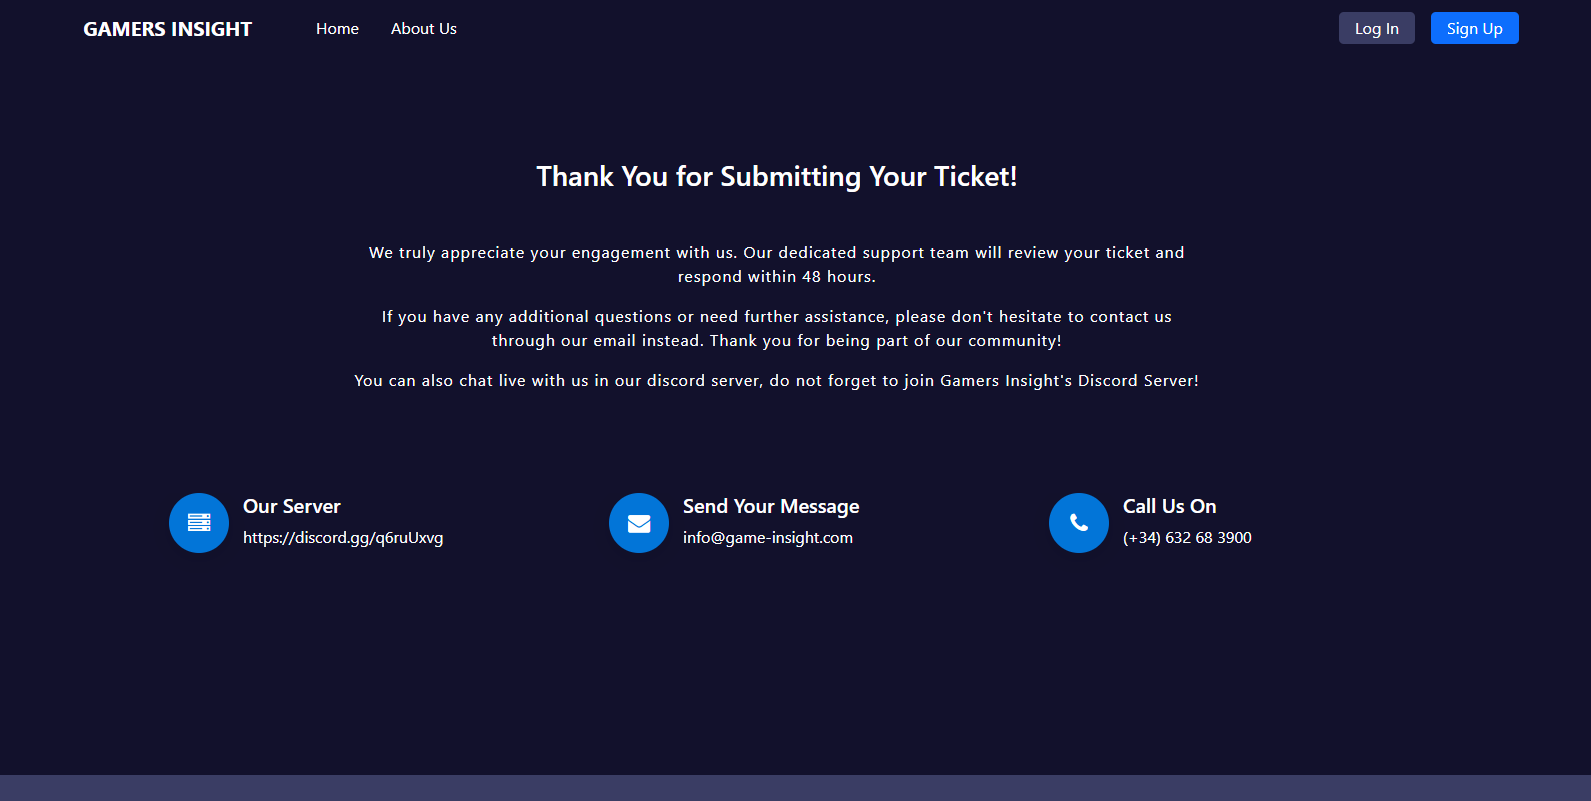 GAMERS INSIGHT
Home
About Us
Log In
Sign Up
Thank You for Submitting Your Ticket!
We truly appreciate your engagement with us. Our dedicated support team will review your ticket and
respond within 48 hours.
If you have any additional questions or need further assistance, please don't hesitate to contact us
through our email instead. Thank you for being part of our community!
You can also chat live with us in our discord server, do not forget to join Gamers Insight's Discord Server!
Our Server
https://discord.gg/q6ruUxvg
Send Your Message
info@game-insight.com
Call Us On
(+34) 632 68 3900